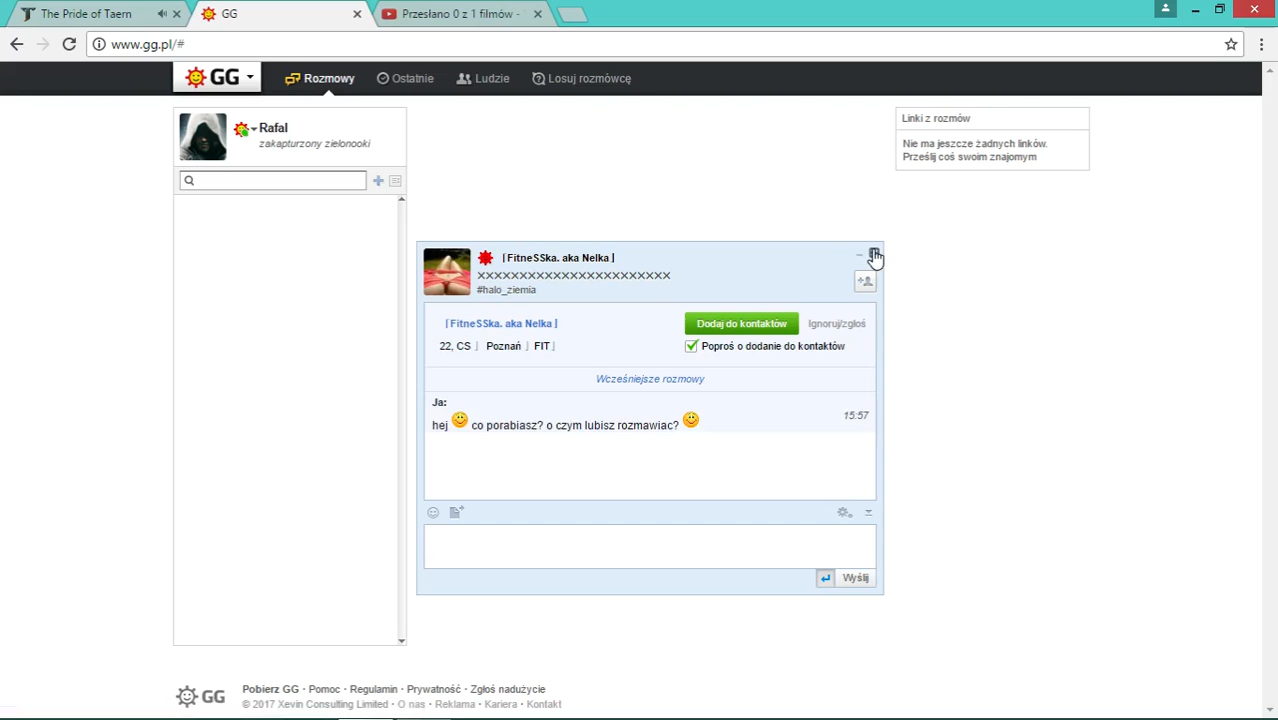 The Pride of Taern
GG
Przesłano 0 z 1 filmów -
www.gg.pl/#
GG
Rozmowy
Ostatnie
Ludzie
Losuj rozmówcę
Rafal
zakapturzony zielonooki
Linki z rozmów
Nie ma jeszcze żadnych linków.
Prześlij coś swoim znajomym
⌈FitneSSka. aka Nelka⌋
×××××××××××××××××××××××
#halo_ziemia
⌈FitneSSka. aka Nelka⌋
Dodaj do kontaktów
Ignoruj/zgłoś
22, CS ⌋ Poznań ⌋ FIT⌋
Poproś o dodanie do kontaktów
Wcześniejsze rozmowy
Ja:
hej co porabiasz? o czym lubisz rozmawiac?
15:57
Wyślij
GG
Pobierz GG · Pomoc · Regulamin · Prywatność · Zgłoś nadużycie
© 2017 Xevin Consulting Limited · O nas · Reklama · Kariera · Kontakt